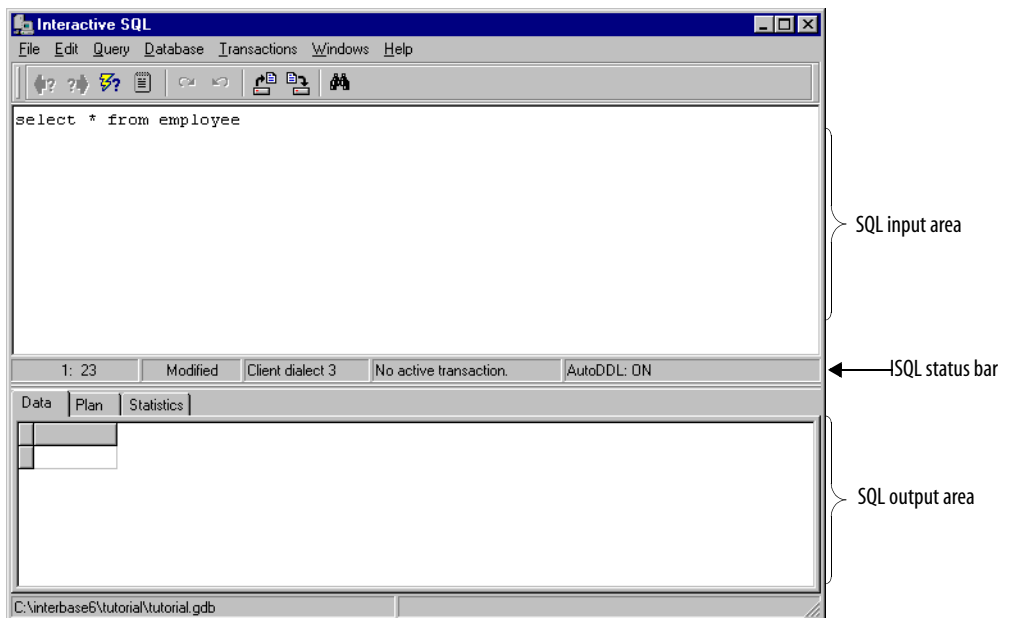 Interactive SQL
File Edit Query Database Transactions Windows Help
select * from employee
SQL input area
1: 23 Modified Client dialect 3 No active transaction. AutoDDL: ON
ISQL status bar
Data Plan Statistics
SQL output area
C:\interbase6\tutorial\tutorial.gdb